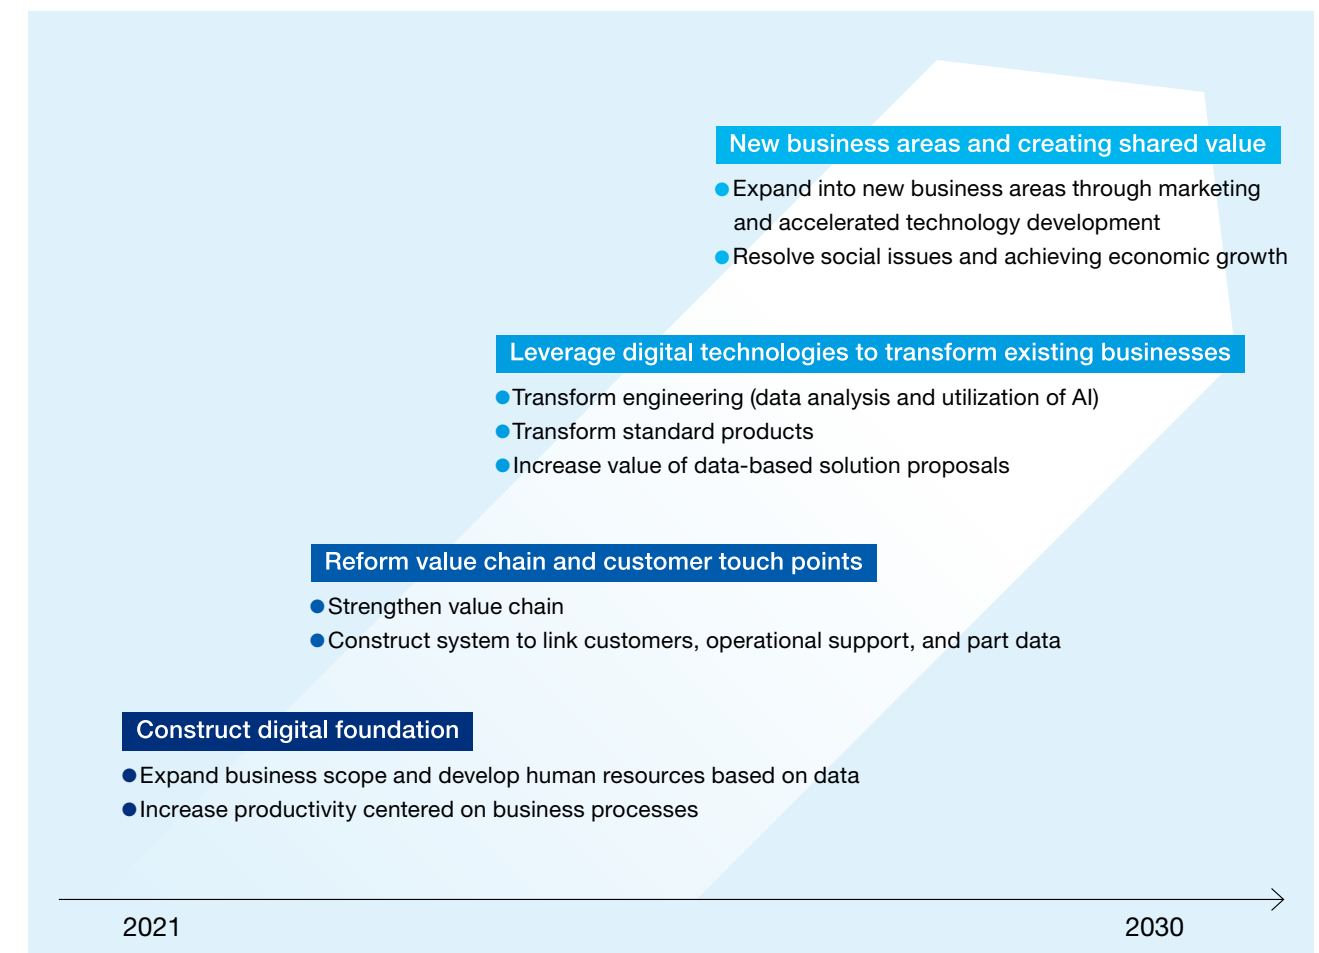 New business areas and creating shared value
● Expand into new business areas through marketing
and accelerated technology development
● Resolve social issues and achieving economic growth
Leverage digital technologies to transform existing businesses
● Transform engineering (data analysis and utilization of AI)
● Transform standard products
● Increase value of data-based solution proposals
Reform value chain and customer touch points
● Strengthen value chain
● Construct system to link customers, operational support, and part data
Construct digital foundation
● Expand business scope and develop human resources based on data
● Increase productivity centered on business processes
2021
2030